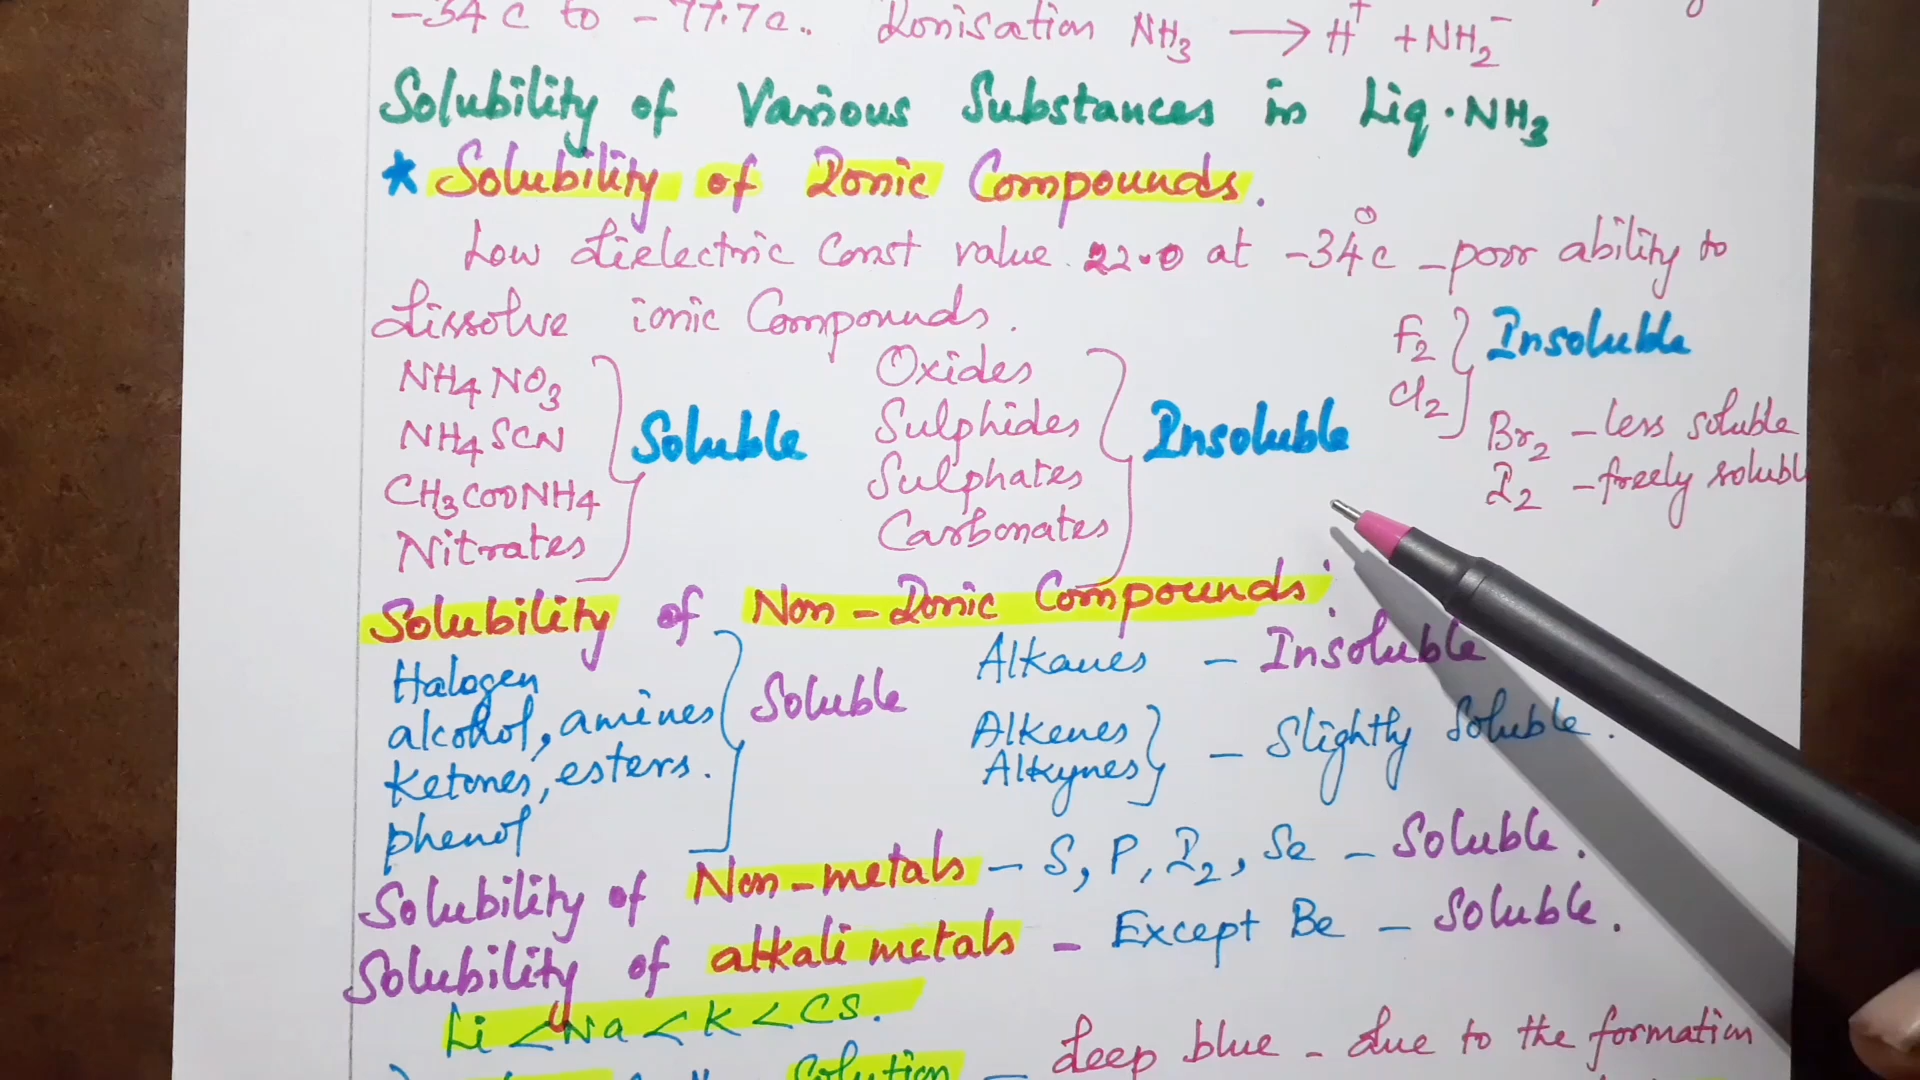 -34 c to -77.7c. Ionisation NH3 → H+ + NH2-
Solubility of Various Substances in Liq. NH3
* Solubility of Ionic Compounds.
Low dielectric Const value 22.0 at -34°c - poor ability to
dissolve ionic Compounds.
NH4 NO3
NH4SCN
CH3COONH4
Nitrates
Soluble
Oxides
Sulphides
Sulphates
Carbonates
Insoluble
F2
Cl2
Insoluble
Br2 - less soluble
I2 - freely solubl
Solubility of Non-Ionic Compounds:
Halogen
alcohol, amines
Ketones, esters.
phenol
Soluble
Alkanes - Insoluble
Alkenes
Alkynes
- Slightly Soluble.
Solubility of Non-metals - S, P, I2, Se - Soluble.
Solubility of alkali metals - Except Be - Soluble.
Li < Na < K < Cs.
Solution - deep blue - due to the formation